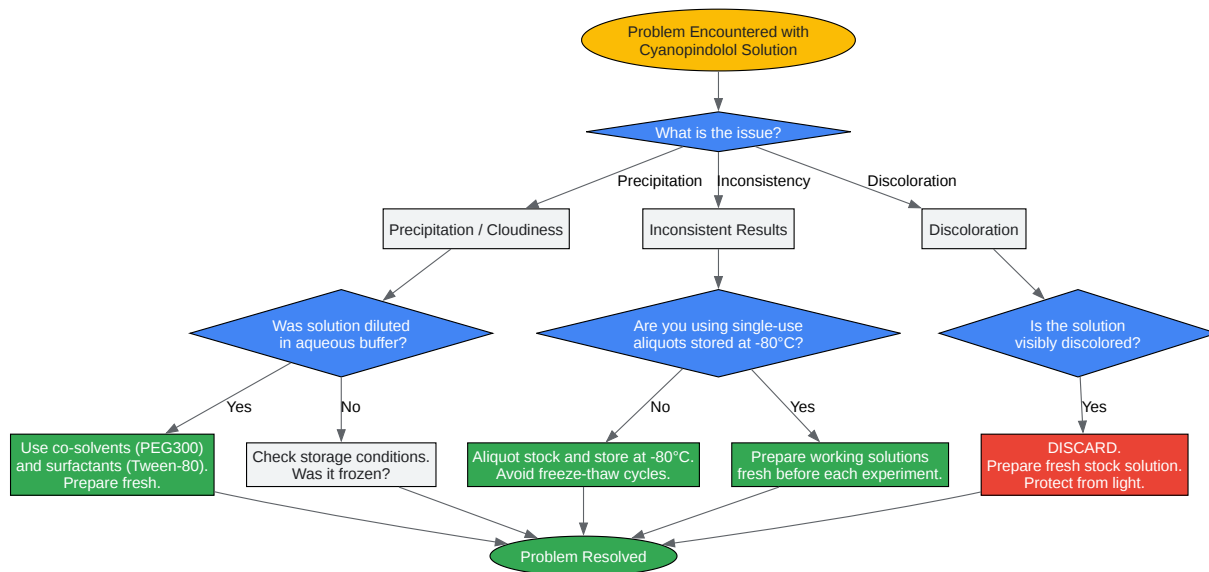 Problem Encountered with
Cyanopindolol Solution
What is the issue?
Precipitation
Inconsistency
Discoloration
Precipitation / Cloudiness
Inconsistent Results
Discoloration
Was solution diluted
in aqueous buffer?
Are you using single-use
aliquots stored at -80°C?
Is the solution
visibly discolored?
Yes
No
No
Yes
Yes
Use co-solvents (PEG300)
and surfactants (Tween-80).
Prepare fresh.
Check storage conditions.
Was it frozen?
Aliquot stock and store at -80°C.
Avoid freeze-thaw cycles.
Prepare working solutions
fresh before each experiment.
DISCARD.
Prepare fresh stock solution.
Protect from light.
Problem Resolved